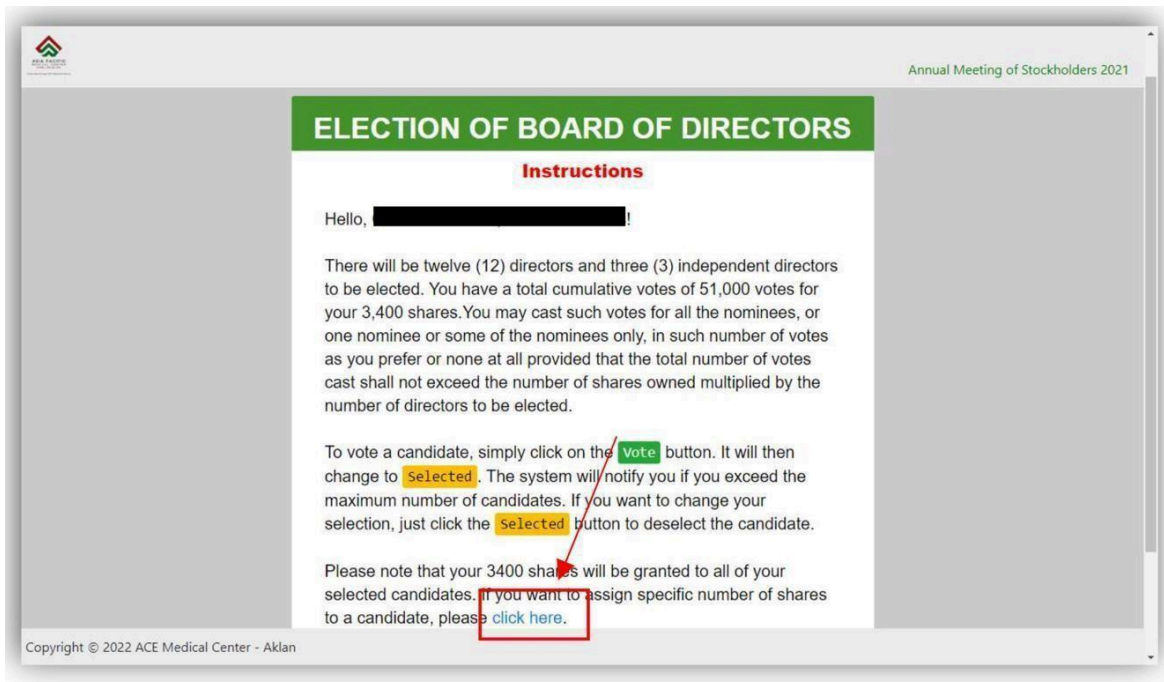 ASIA PACIFIC
Annual Meeting of Stockholders 2021
ELECTION OF BOARD OF DIRECTORS
Instructions
Hello, !
There will be twelve (12) directors and three (3) independent directors
to be elected. You have a total cumulative votes of 51,000 votes for
your 3,400 shares.You may cast such votes for all the nominees, or
one nominee or some of the nominees only, in such number of votes
as you prefer or none at all provided that the total number of votes
cast shall not exceed the number of shares owned multiplied by the
number of directors to be elected.
To vote a candidate, simply click on the Vote button. It will then
change to Selected. The system will notify you if you exceed the
maximum number of candidates. If you want to change your
selection, just click the Selected button to deselect the candidate.
Please note that your 3400 shares will be granted to all of your
selected candidates. If you want to assign specific number of shares
to a candidate, please click here.
Copyright © 2022 ACE Medical Center - Aklan